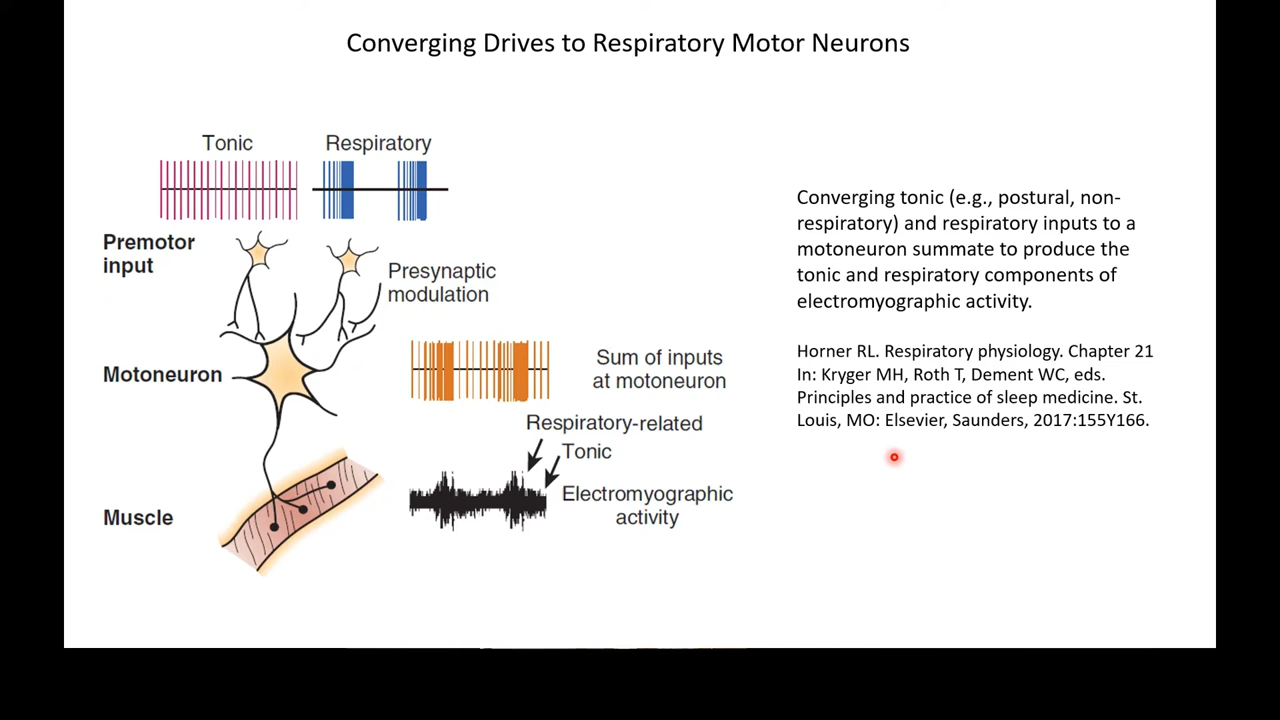 Converging Drives to Respiratory Motor Neurons
Tonic
Respiratory
Premotor
input
Presynaptic
modulation
Motoneuron
Sum of inputs
at motoneuron
Respiratory-related
Tonic
Electromyographic
activity
Muscle
Converging tonic (e.g., postural, non-
respiratory) and respiratory inputs to a
motoneuron summate to produce the
tonic and respiratory components of
electromyographic activity.
Horner RL. Respiratory physiology. Chapter 21
In: Kryger MH, Roth T, Dement WC, eds.
Principles and practice of sleep medicine. St.
Louis, MO: Elsevier, Saunders, 2017:155Y166.